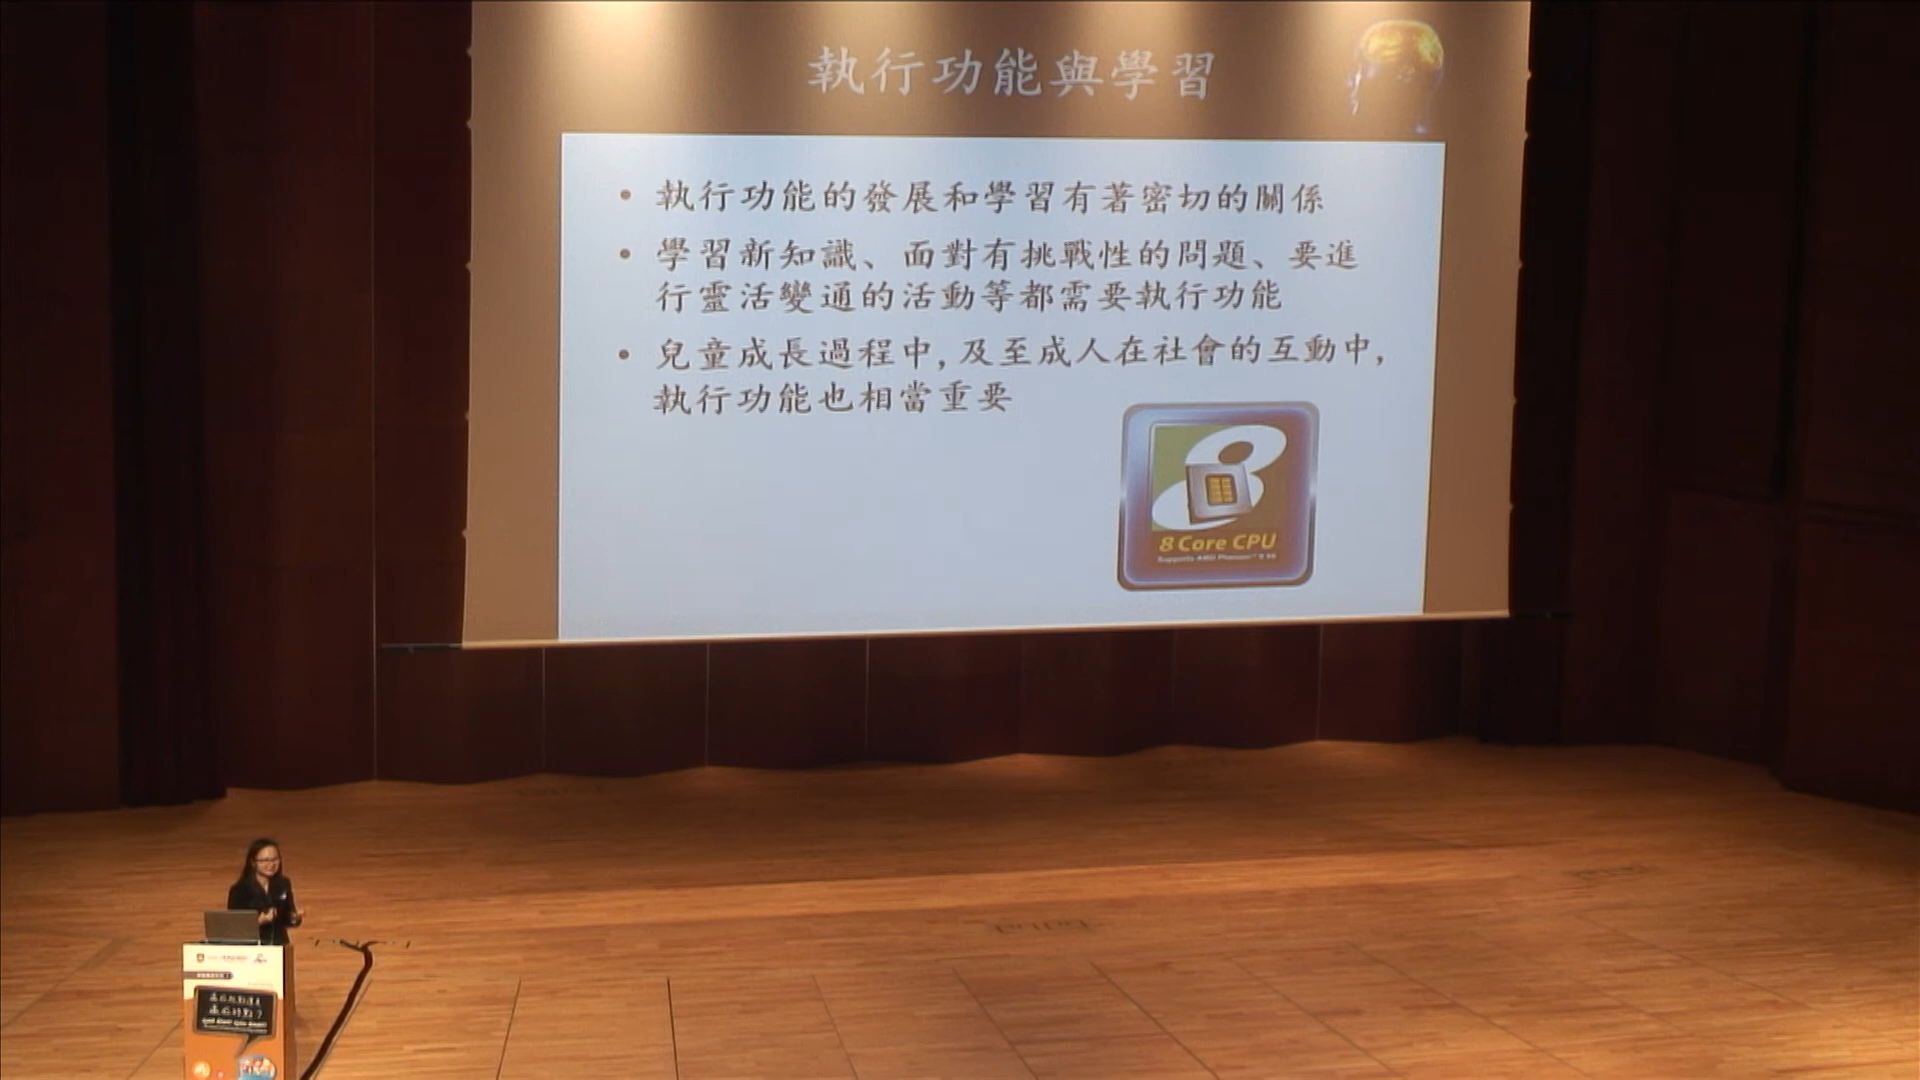 執行功能與學習
• 執行功能的發展和學習有著密切的關係
• 學習新知識、面對有挑戰性的問題、要進
行靈活變通的活動等都需要執行功能
• 兒童成長過程中,及至成人在社會的互動中,
執行功能也相當重要
8 Core CPU